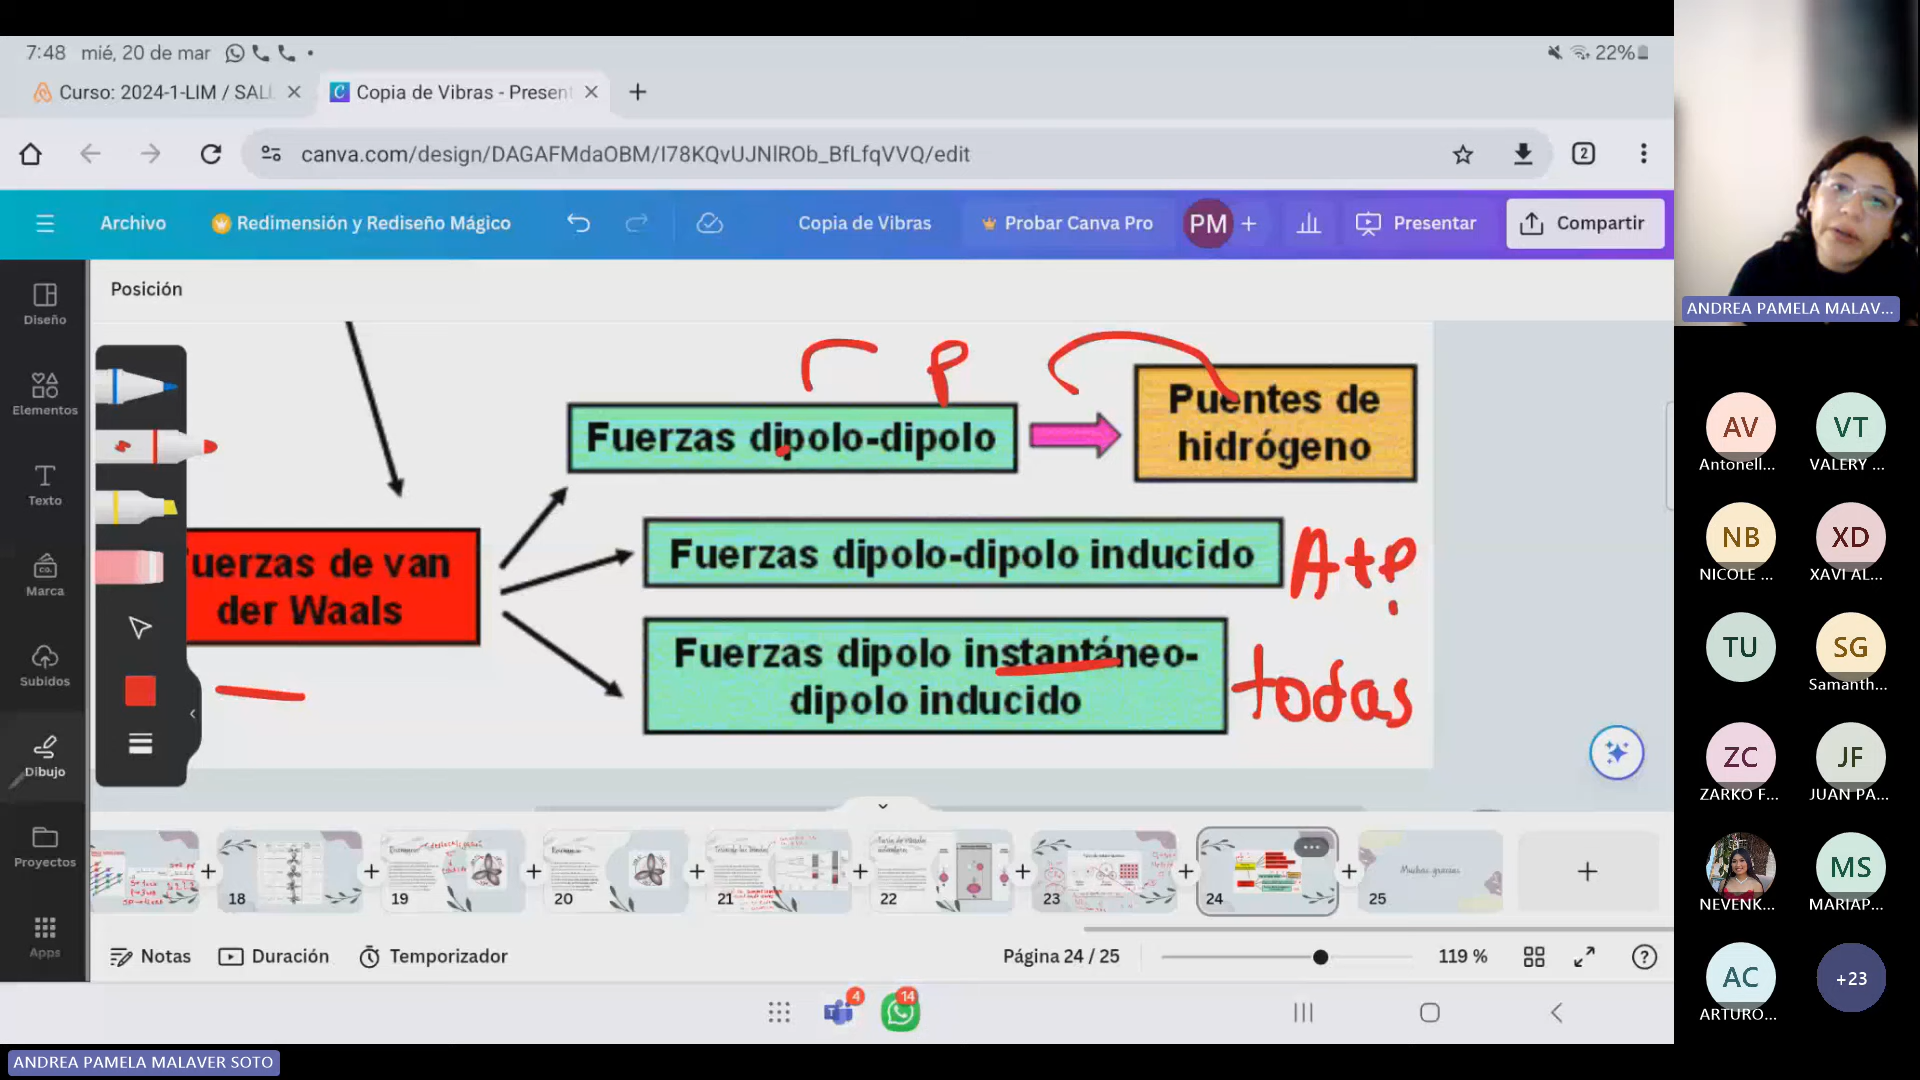 7:48 mié, 20 de mar
22%
Curso: 2024-1-LIM / SALI
Copia de Vibras - Present
canva.com/design/DAGAFMdaOBM/I78KQvUJNlROb_BfLfqVVQ/edit
2
Archivo
Redimensión y Rediseño Mágico
Copia de Vibras
Probar Canva Pro
PM
Presentar
Compartir
Posición
Diseño
Elementos
Texto
Marca
Subidos
Dibujo
Proyectos
Apps
P
Fuerzas dipolo-dipolo
Puentes de
hidrógeno
Fuerzas dipolo-dipolo inducido
A+P
uerzas de van
der Waals
Fuerzas dipolo instantáneo-
dipolo inducido
todas
18
19
20
21
22
23
24
25
Muchas gracias
Notas
Duración
Temporizador
Página 24 / 25
119 %
4
14
ANDREA PAMELA MALAVER SOTO
ANDREA PAMELA MALAV...
AV
Antonell...
VT
VALERY ...
NB
NICOLE ...
XD
XAVI AL...
TU
SG
Samanth...
ZC
ZARKO F...
JF
JUAN PA...
NEVENK...
MS
MARIAP...
AC
ARTURO...
+23